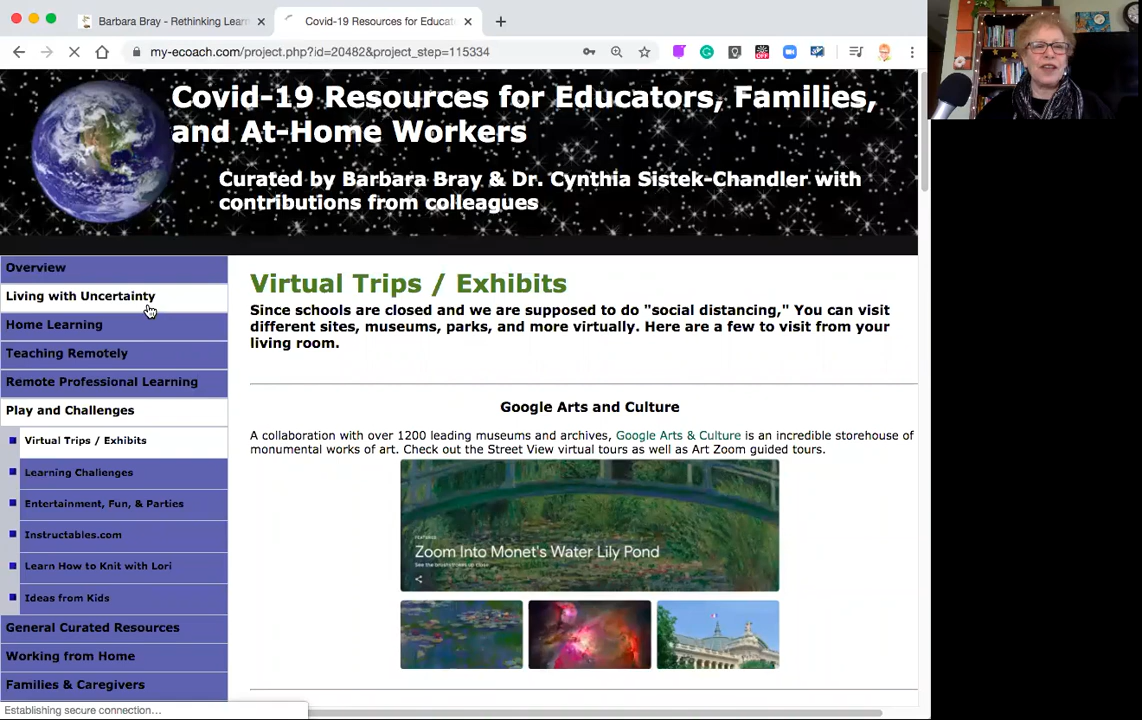 Barbara Bray - Rethinking Lear
Covid-19 Resources for Educat
my-ecoach.com/project.php?id=20482&project_step=115334
OFF
Covid-19 Resources for Educators, Families,
and At-Home Workers
Curated by Barbara Bray & Dr. Cynthia Sistek-Chandler with
contributions from colleagues
Overview
Living with Uncertainty
Home Learning
Teaching Remotely
Remote Professional Learning
Play and Challenges
Virtual Trips / Exhibits
Learning Challenges
Entertainment, Fun, & Parties
Instructables.com
Learn How to Knit with Lori
Ideas from Kids
General Curated Resources
Working from Home
Families & Caregivers
Virtual Trips / Exhibits
Since schools are closed and we are supposed to do "social distancing," You can visit
different sites, museums, parks, and more virtually. Here are a few to visit from your
living room.
Google Arts and Culture
A collaboration with over 1200 leading museums and archives, Google Arts & Culture is an incredible storehouse of
monumental works of art. Check out the Street View virtual tours as well as Art Zoom guided tours.
FEATURED
Zoom Into Monet's Water Lily Pond
See the brushstrokes up close
Establishing secure connection...